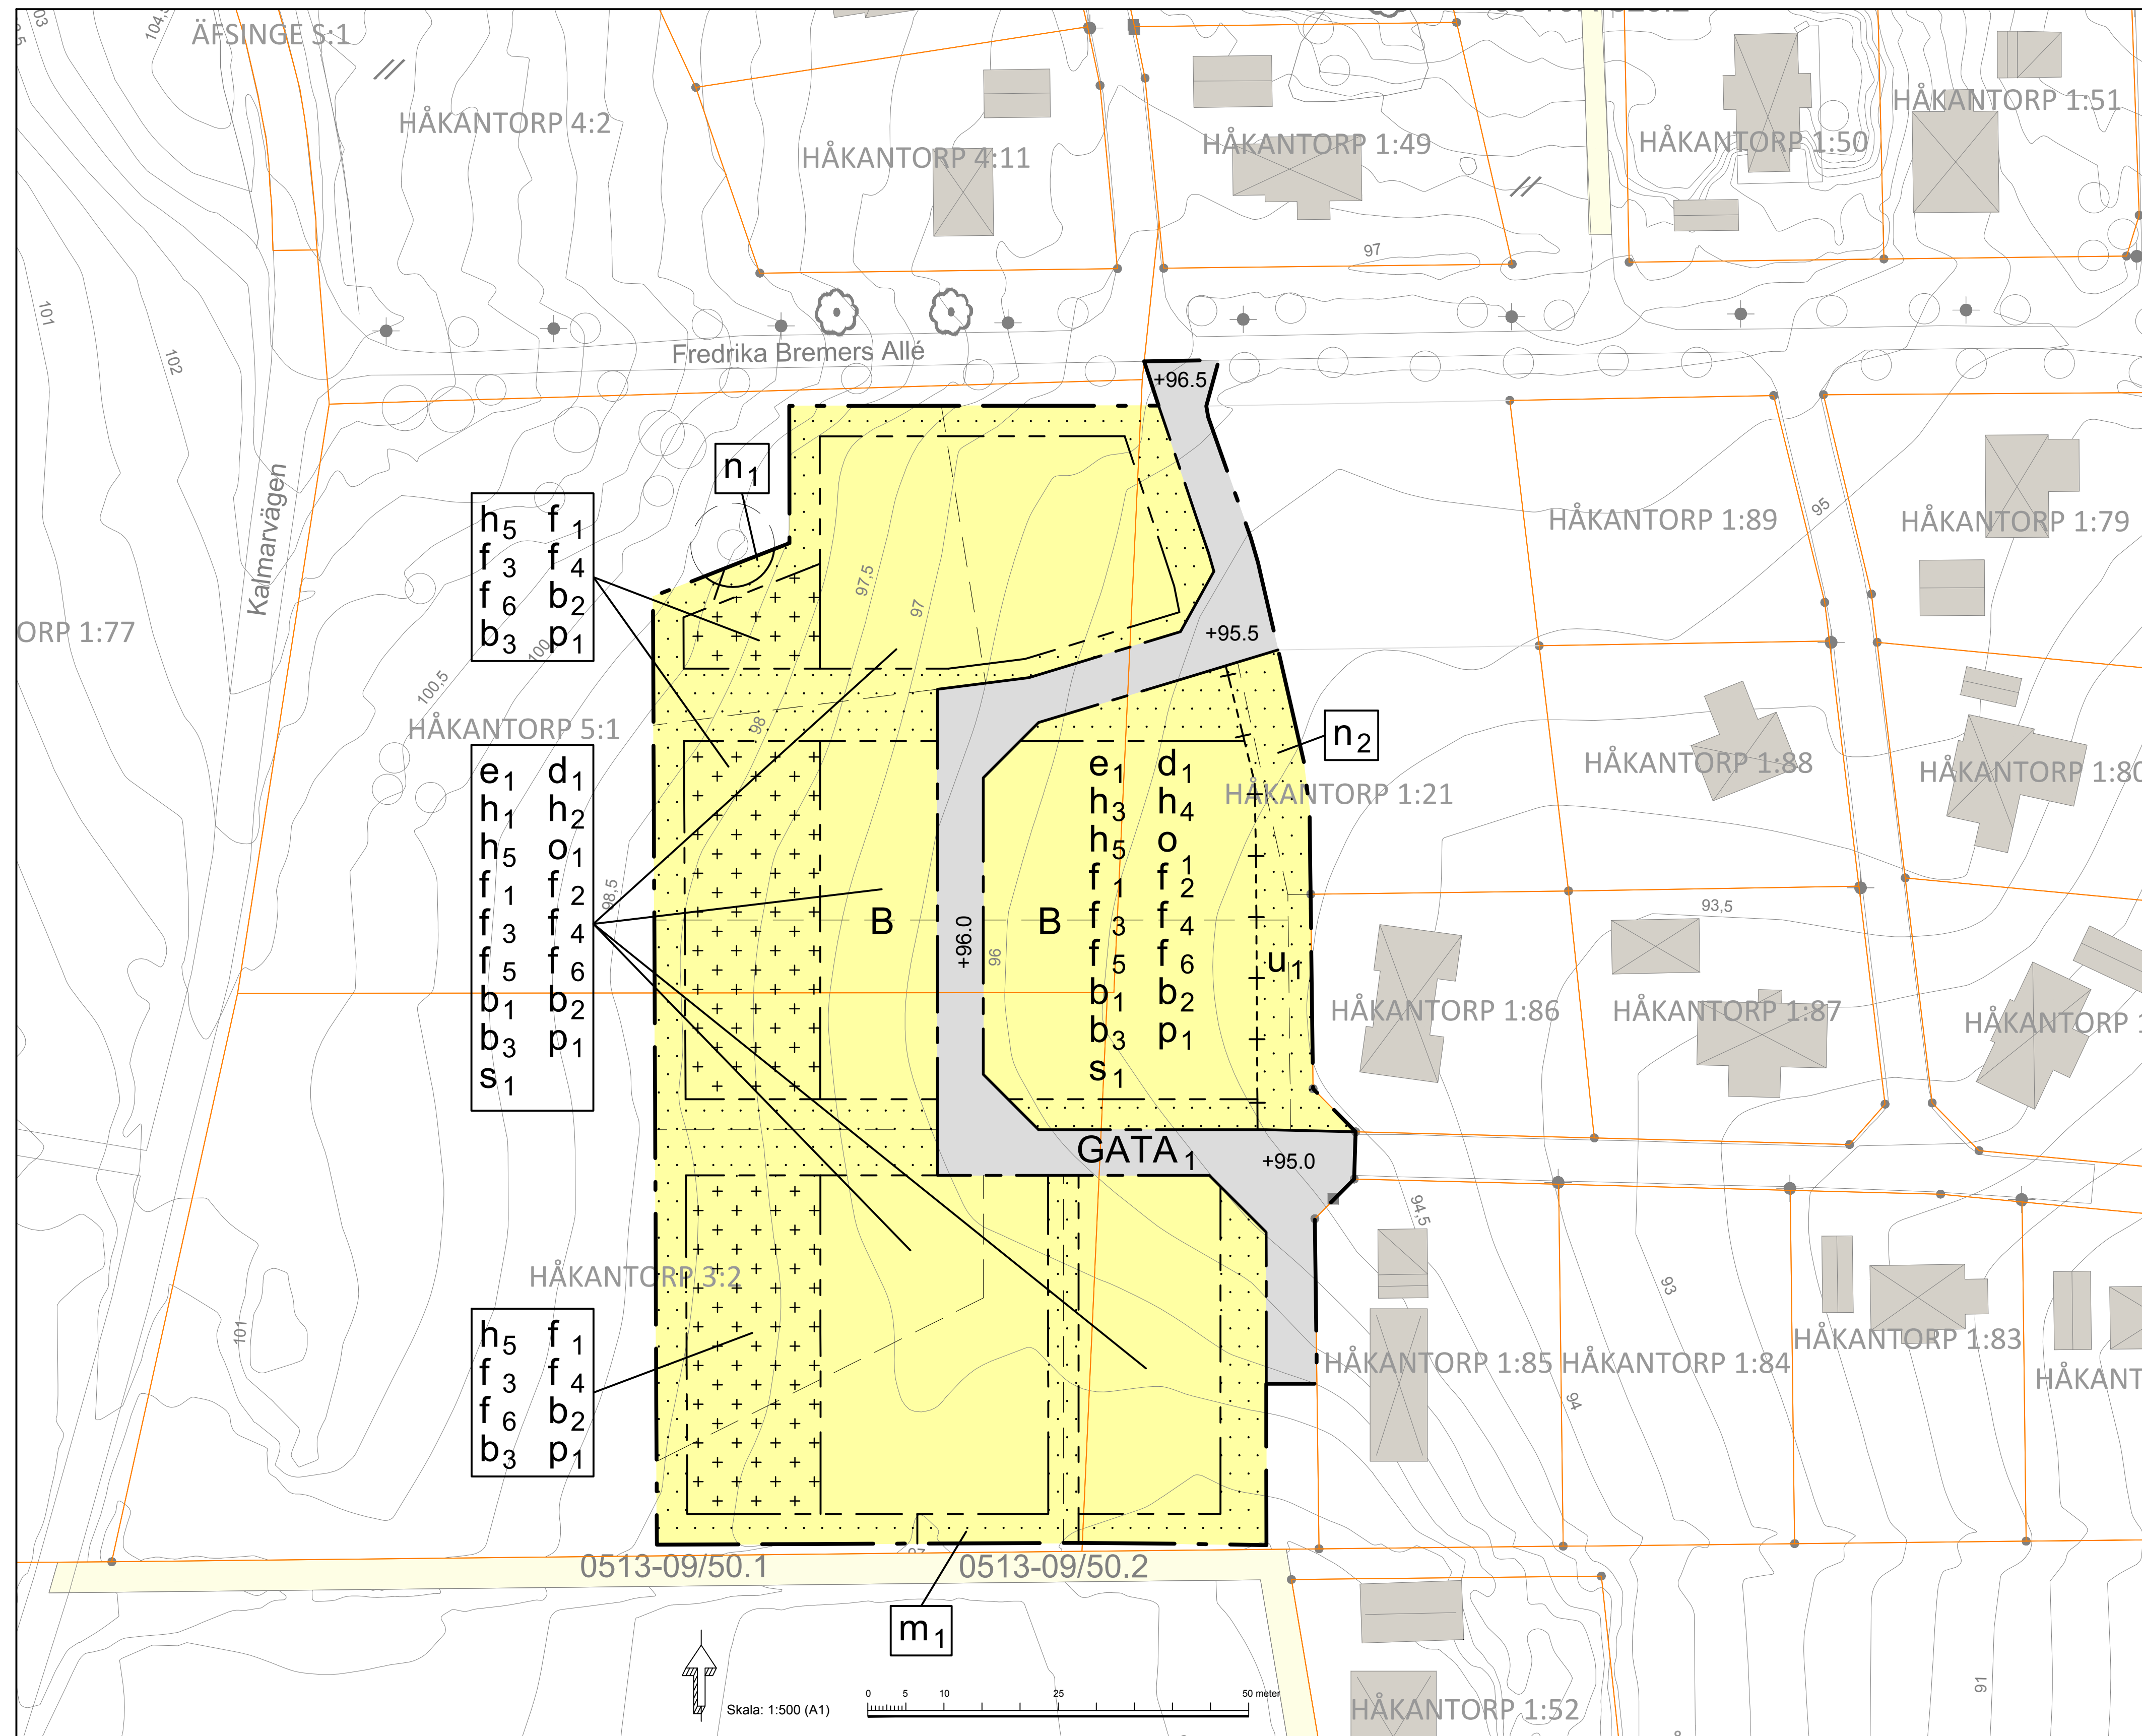 ÄFSINGE S:1
104,5
HÅKANTORP 4:2
HÅKANTORP 4:11
HÅKANTORP 1:49
HÅKANTORP 1:50
HÅKANTORP 1:51
97
101
102
Fredrika Bremers Allé
+96.5
Kalmarvägen
n1
h5 f1
f3 f4
f6 b2
b3 p1
97,5
97
95
HÅKANTORP 1:89
HÅKANTORP 1:79
ORP 1:77
+95.5
100
100,5
HÅKANTORP 5:1
98
n2
HÅKANTORP 1:21
HÅKANTORP 1:88
HÅKANTORP 1:80
e1 d1
h1 h2
h5 o1
f1 f2
f3 f4
f5 f6
b1 b2
b3 p1
s1
98,5
B
+96.0
96
B
e1 d1
h3 h4
h5 o1
f1 f2
f3 f4
f5 f6
b1 b2
b3 p1
s1
u1
93,5
HÅKANTORP 1:86
HÅKANTORP 1:87
HÅKANTORP
GATA1
+95.0
94,5
HÅKANTORP 3:2
101
93
h5 f1
f3 f4
f6 b2
b3 p1
HÅKANTORP 1:85
HÅKANTORP 1:84
HÅKANTORP 1:83
HÅKANT
94
0513-09/50.1
0513-09/50.2
m1
91
Skala: 1:500 (A1)
0 5 10 25 50 meter
HÅKANTORP 1:52